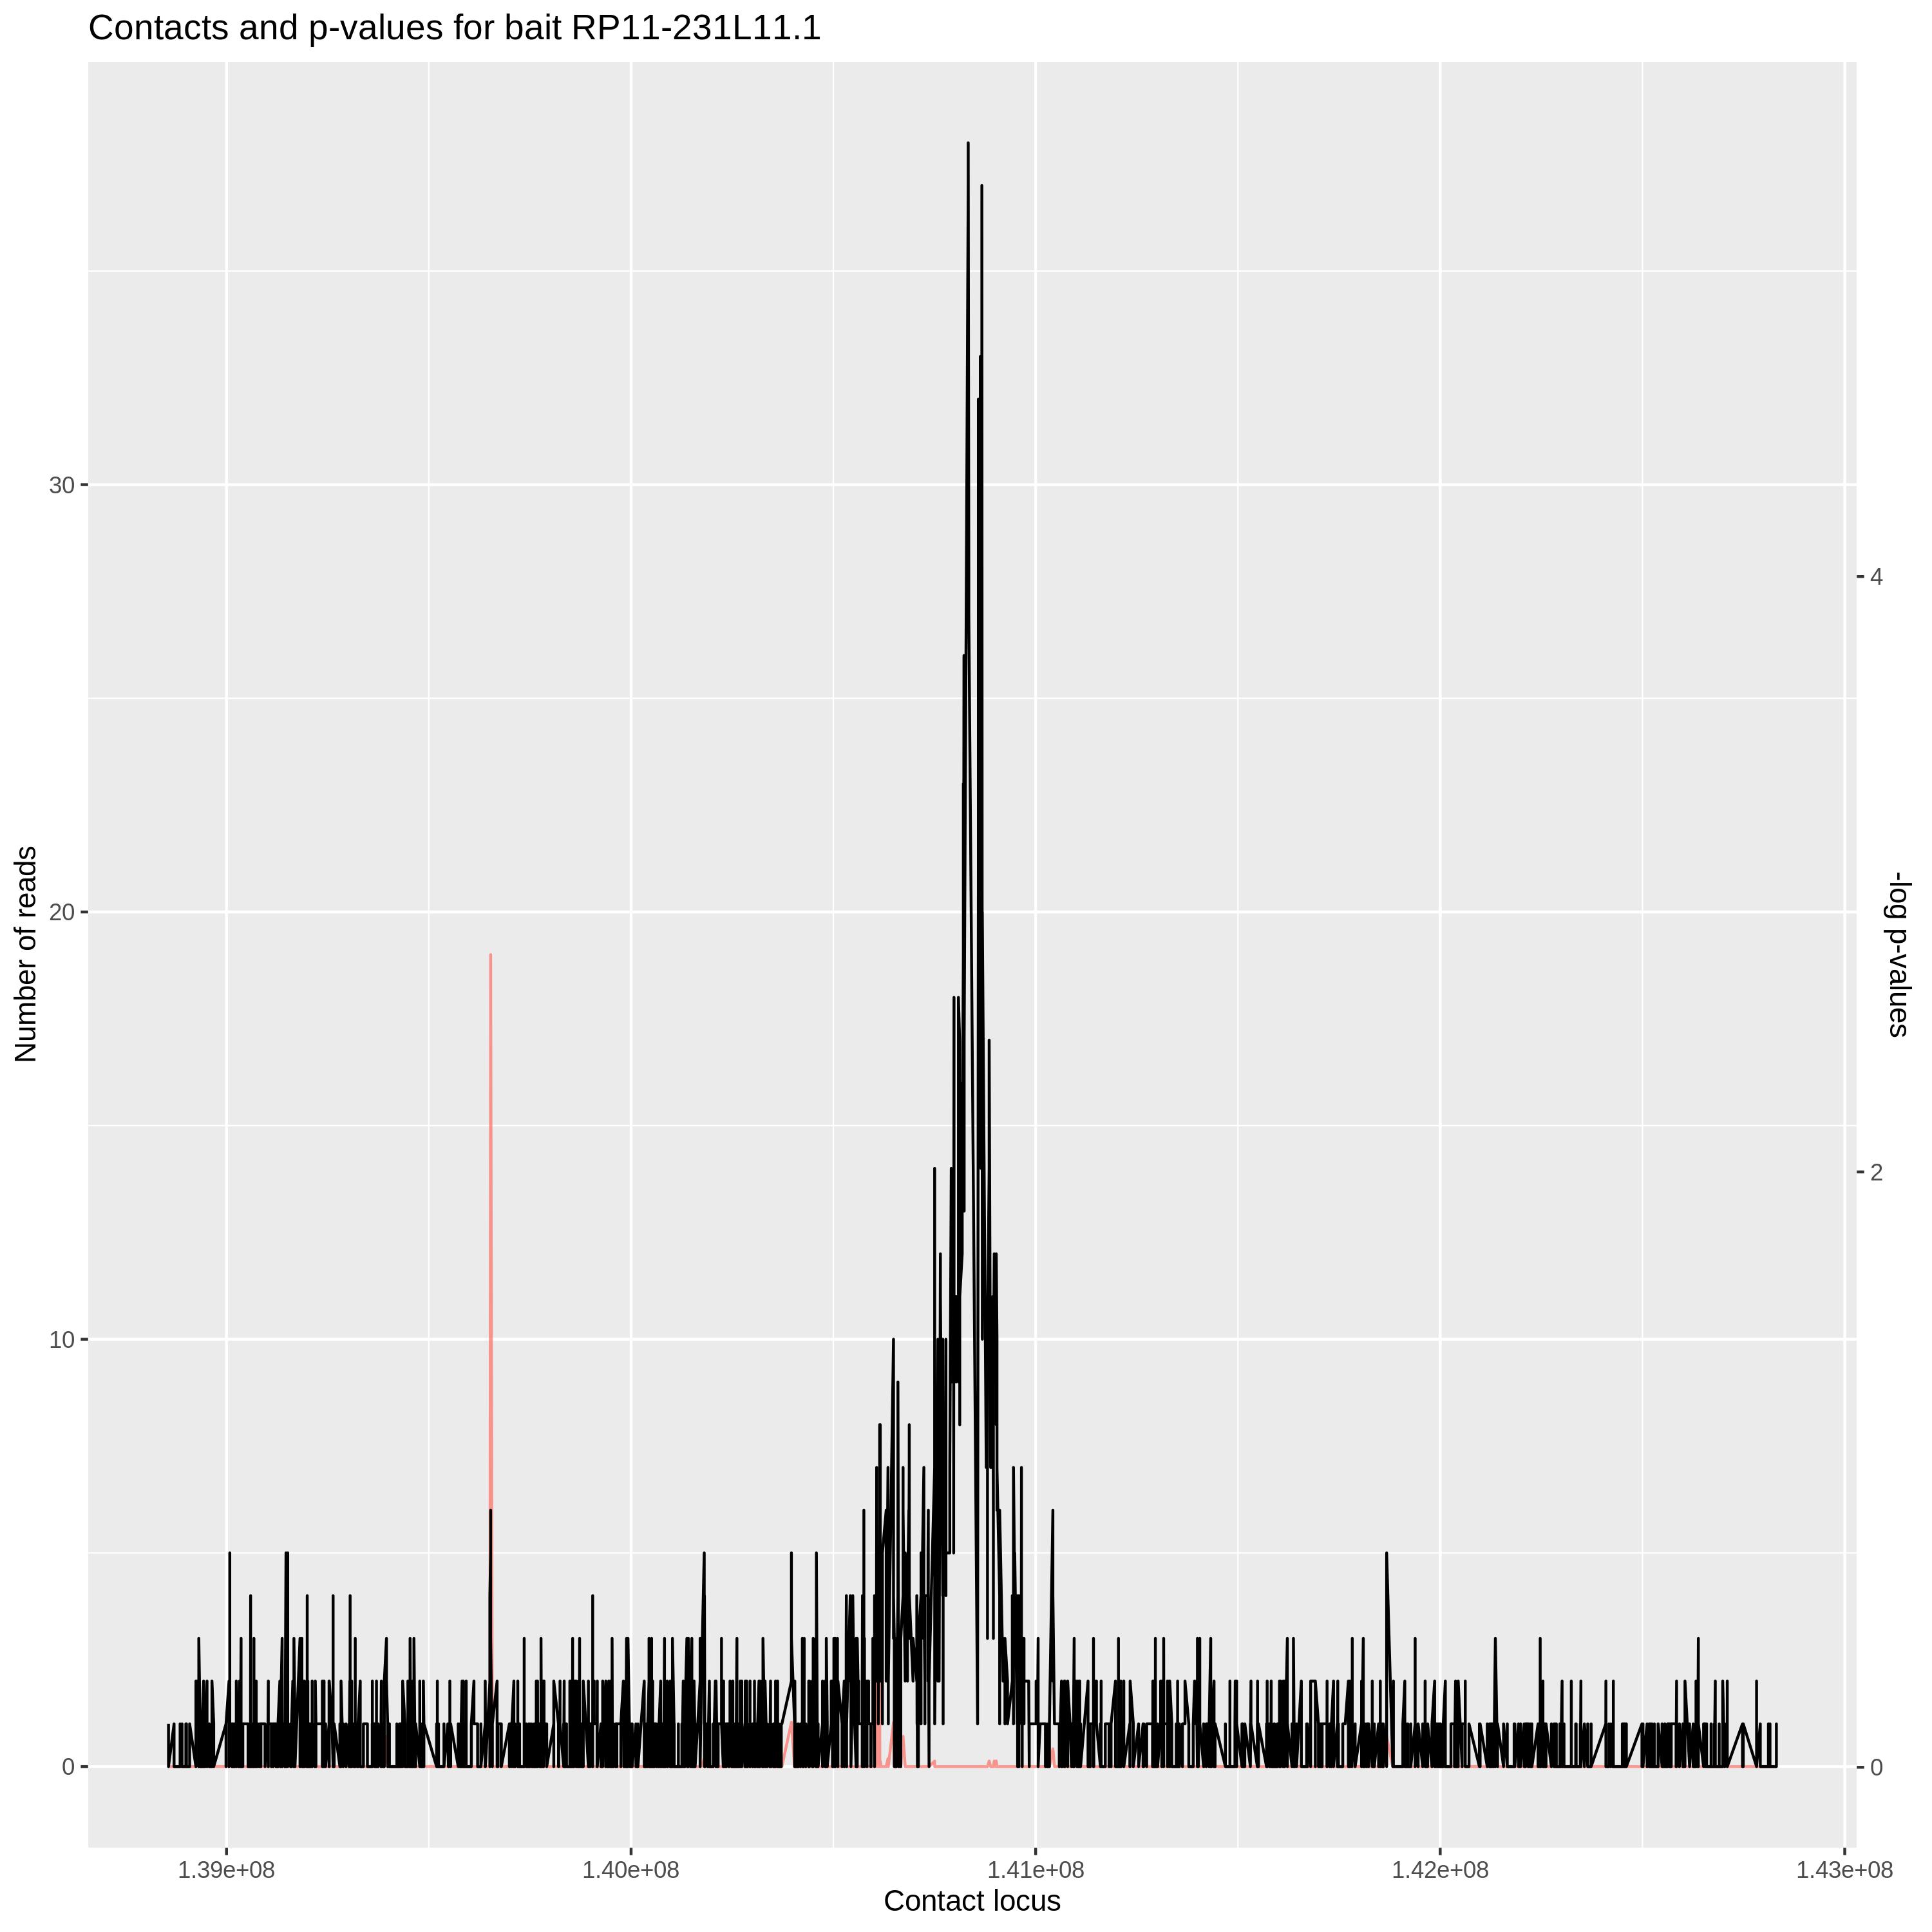 Contacts and p-values for bait RP11-231L11.1
30
20
10
0
Number of reads
4
2
0
-log p-values
1.39e+08
1.40e+08
1.41e+08
1.42e+08
1.43e+08
Contact locus